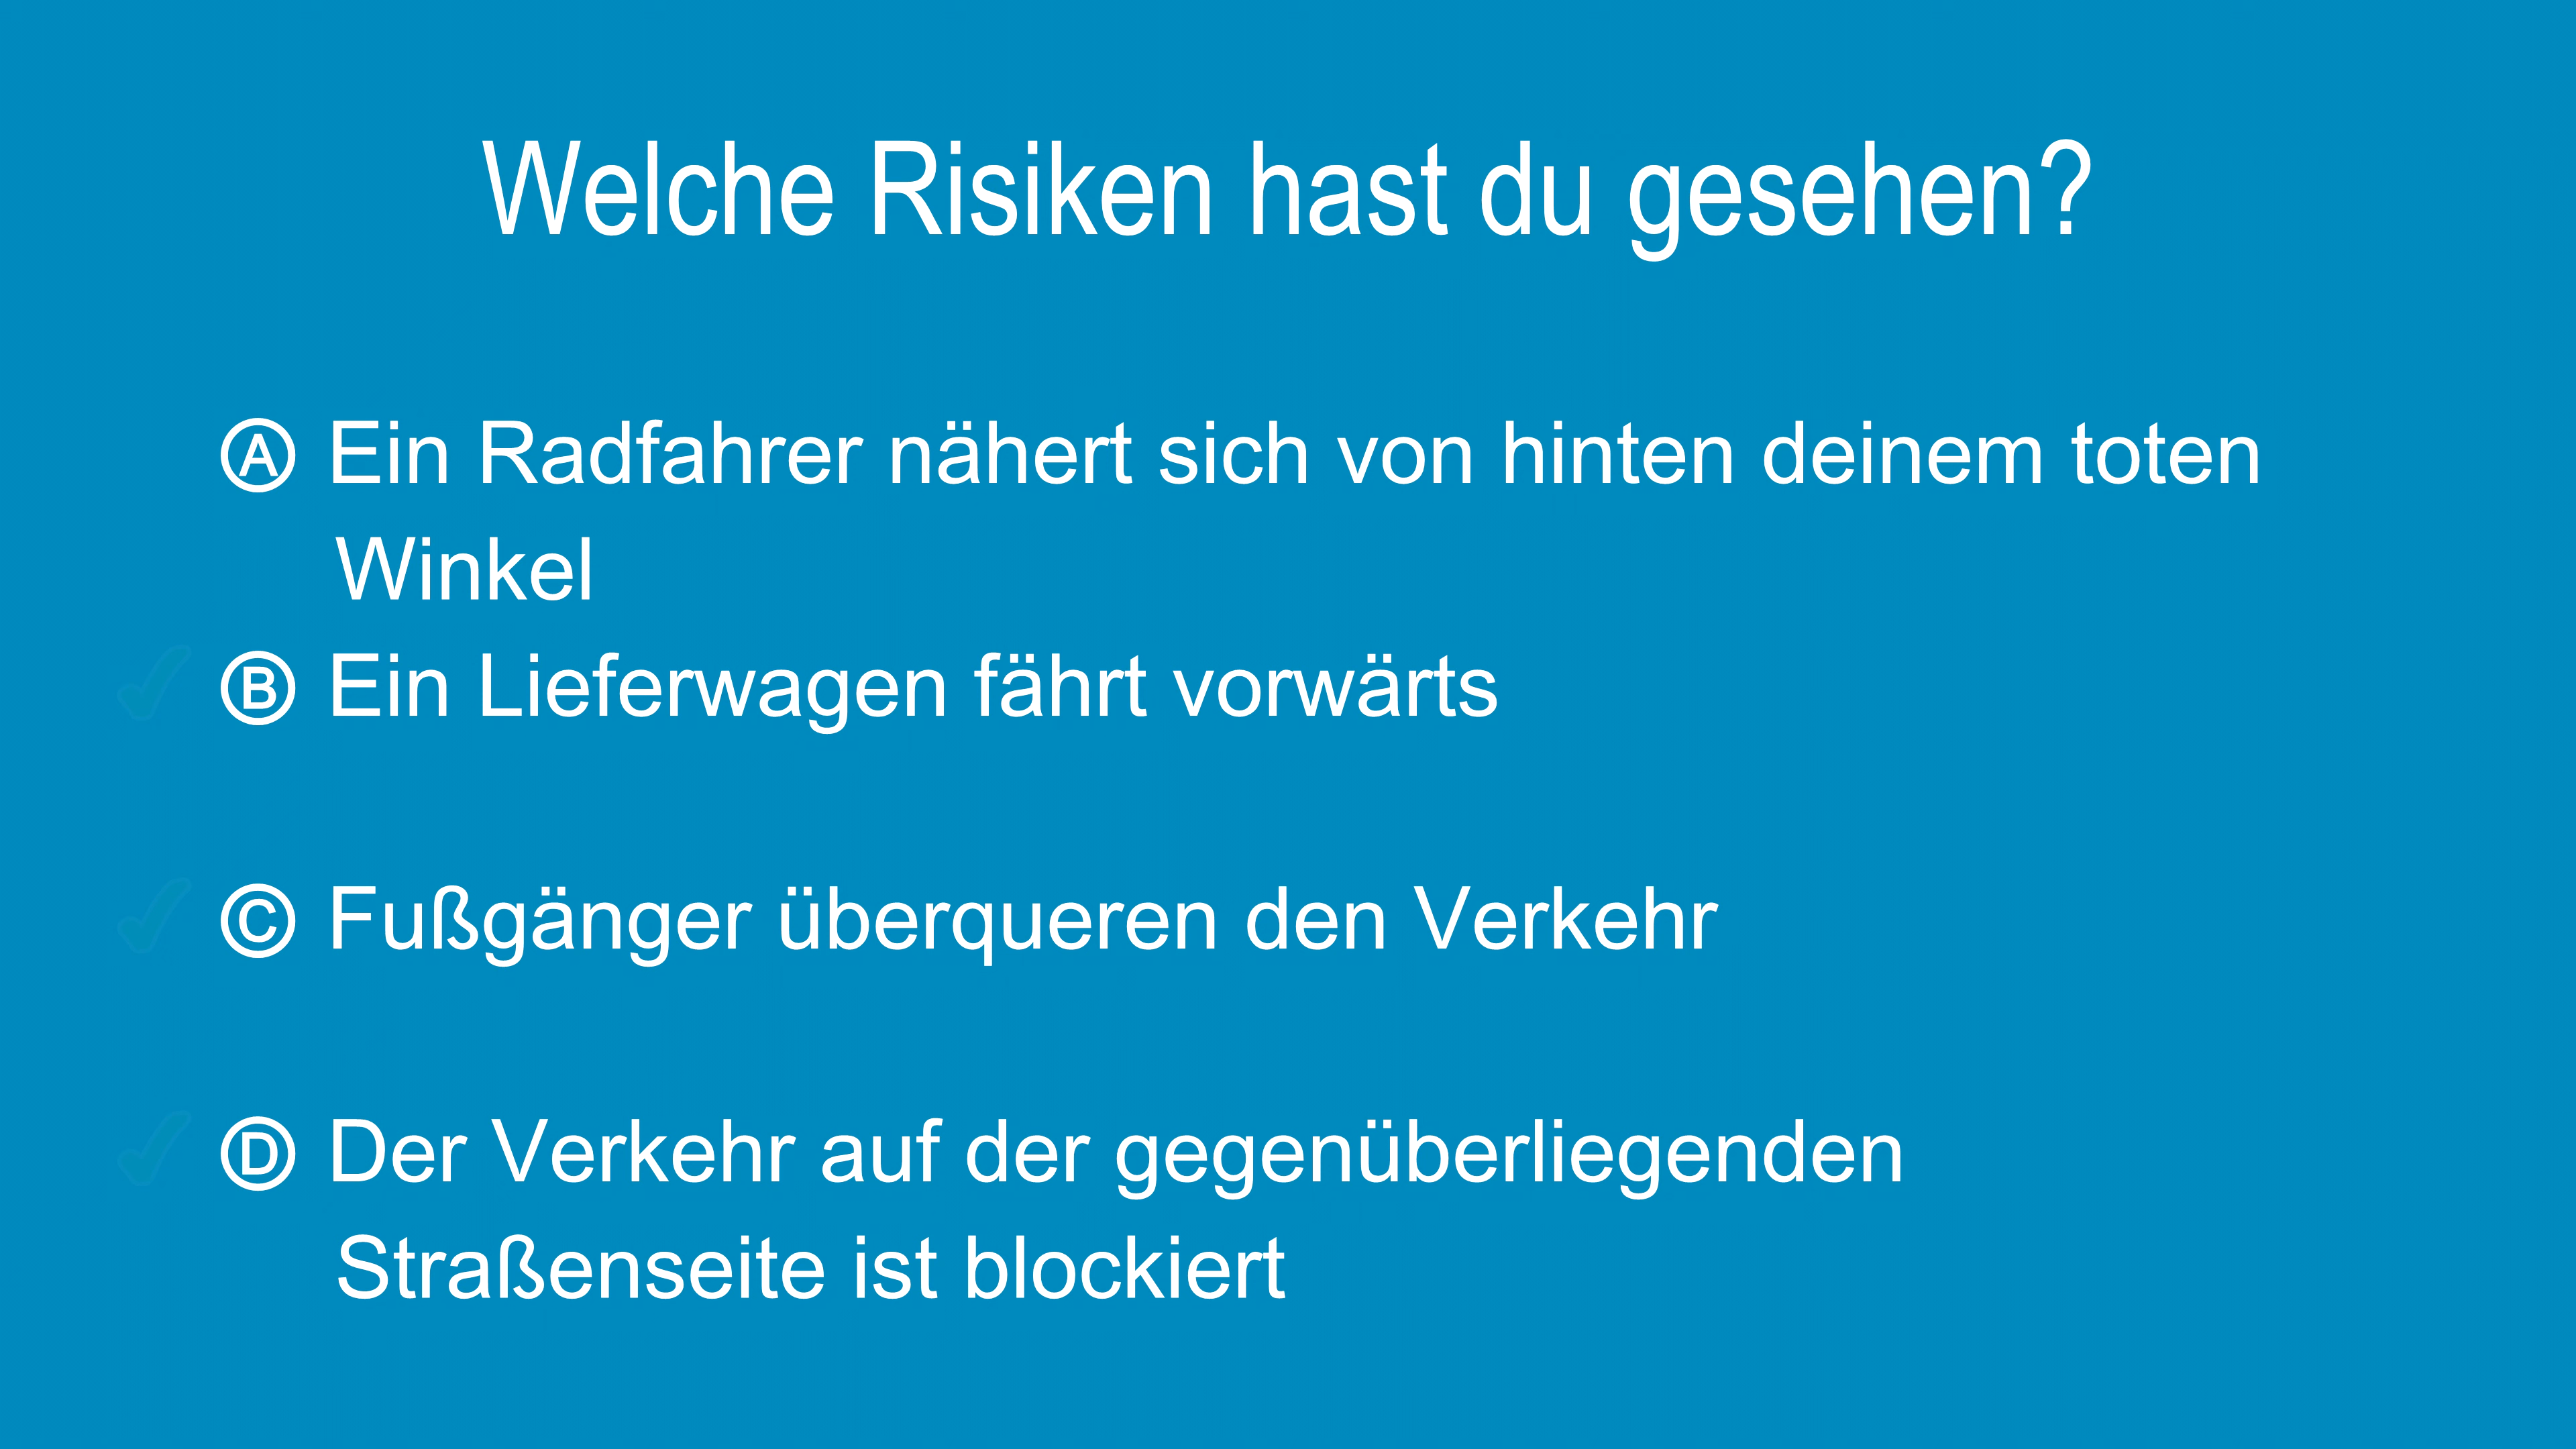 Welche Risiken hast du gesehen?
Ⓐ Ein Radfahrer nähert sich von hinten deinem toten
Winkel
✓ Ⓑ Ein Lieferwagen fährt vorwärts
✓ Ⓒ Fußgänger überqueren den Verkehr
✓ Ⓓ Der Verkehr auf der gegenüberliegenden
Straßenseite ist blockiert